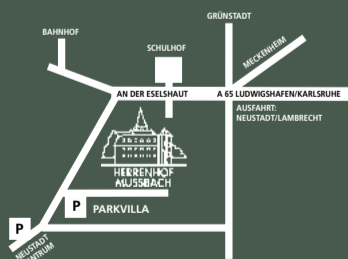 GRÜNSTADT
BAHNHOF
SCHULHOF
MECKENHEIM
AN DER ESELSHAUT
A 65 LUDWIGSHAFEN/KARLSRUHE
AUSFAHRT:
NEUSTADT/LAMBRECHT
HERRENHOF
MUSSBACH
P
PARKVILLA
P
NEUSTADT
ZENTRUM